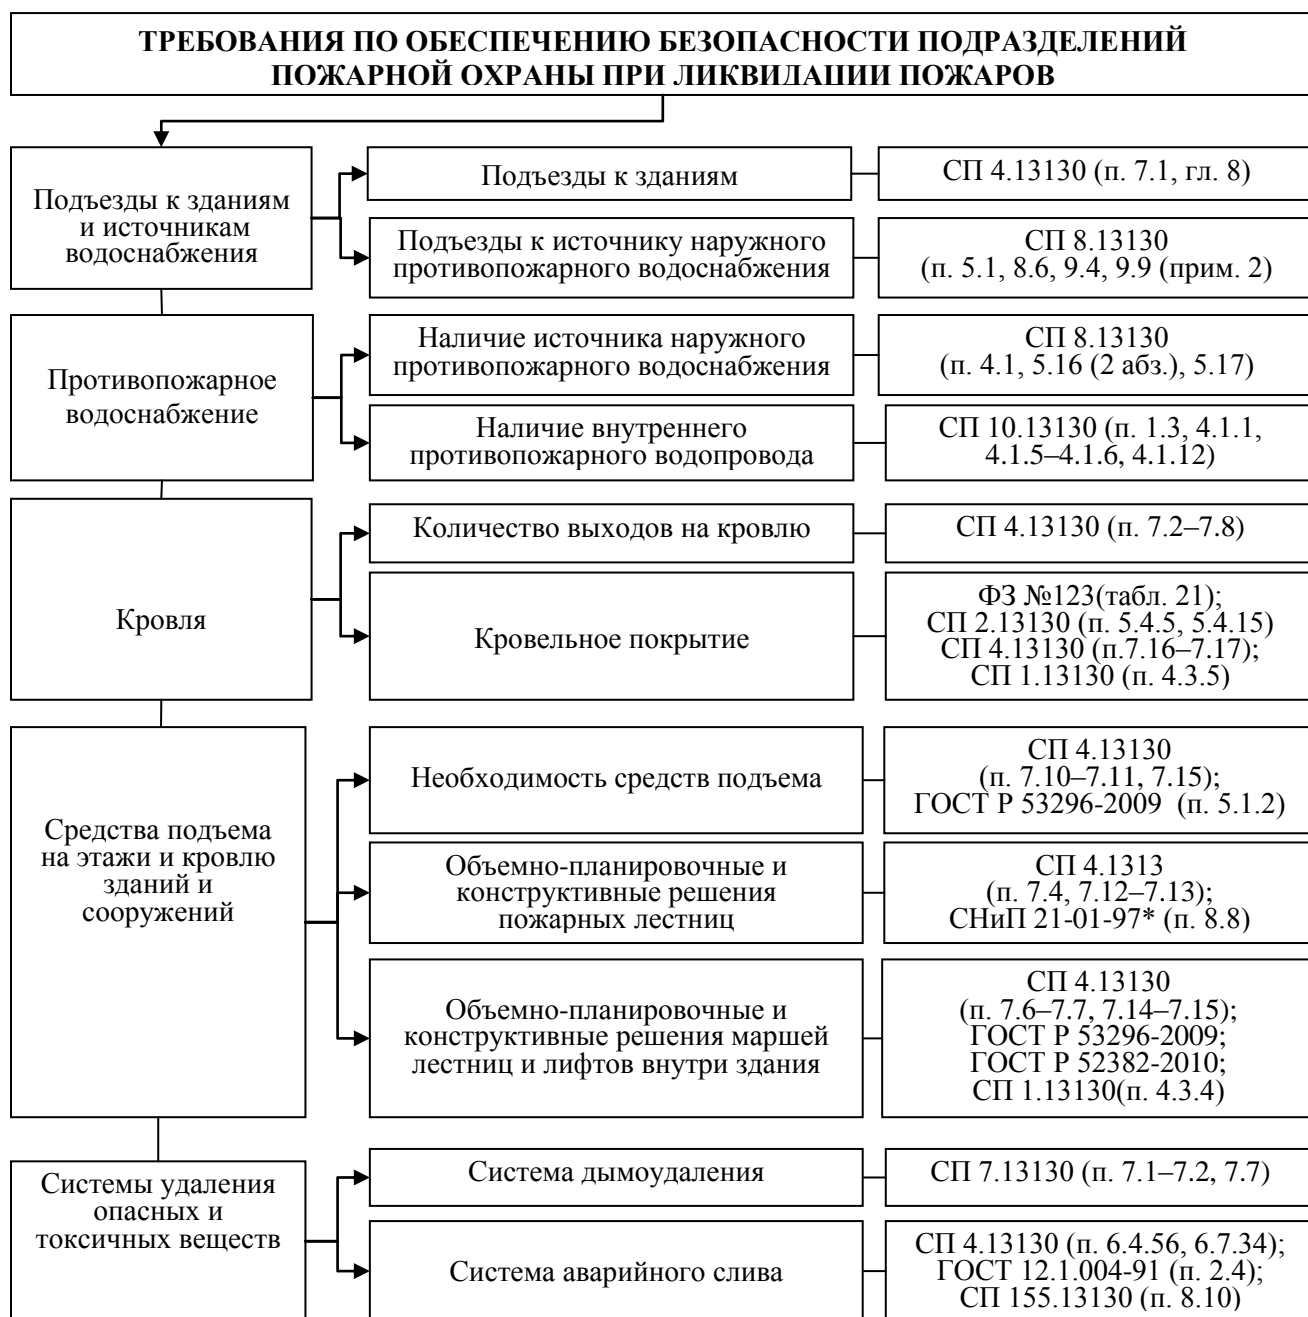 ТРЕБОВАНИЯ ПО ОБЕСПЕЧЕНИЮ БЕЗОПАСНОСТИ ПОДРАЗДЕЛЕНИЙ
ПОЖАРНОЙ ОХРАНЫ ПРИ ЛИКВИДАЦИИ ПОЖАРОВ
Подъезды к зданиям
и источникам
водоснабжения
Подъезды к зданиям
СП 4.13130 (п. 7.1, гл. 8)
Подъезды к источнику наружного
противопожарного водоснабжения
СП 8.13130
(п. 5.1, 8.6, 9.4, 9.9 (прим. 2)
Противопожарное
водоснабжение
Наличие источника наружного
противопожарного водоснабжения
СП 8.13130
(п. 4.1, 5.16 (2 абз.), 5.17)
Наличие внутреннего
противопожарного водопровода
СП 10.13130 (п. 1.3, 4.1.1,
4.1.5–4.1.6, 4.1.12)
Кровля
Количество выходов на кровлю
СП 4.13130 (п. 7.2–7.8)
Кровельное покрытие
ФЗ №123(табл. 21);
СП 2.13130 (п. 5.4.5, 5.4.15)
СП 4.13130 (п.7.16–7.17);
СП 1.13130 (п. 4.3.5)
Средства подъема
на этажи и кровлю
зданий и
сооружений
Необходимость средств подъема
СП 4.13130
(п. 7.10–7.11, 7.15);
ГОСТ Р 53296-2009 (п. 5.1.2)
Объемно-планировочные и
конструктивные решения
пожарных лестниц
СП 4.1313
(п. 7.4, 7.12–7.13);
СНиП 21-01-97* (п. 8.8)
Объемно-планировочные и
конструктивные решения маршей
лестниц и лифтов внутри здания
СП 4.13130
(п. 7.6–7.7, 7.14–7.15);
ГОСТ Р 53296-2009;
ГОСТ Р 52382-2010;
СП 1.13130(п. 4.3.4)
Системы удаления
опасных и
токсичных веществ
Система дымоудаления
СП 7.13130 (п. 7.1–7.2, 7.7)
Система аварийного слива
СП 4.13130 (п. 6.4.56, 6.7.34);
ГОСТ 12.1.004-91 (п. 2.4);
СП 155.13130 (п. 8.10)